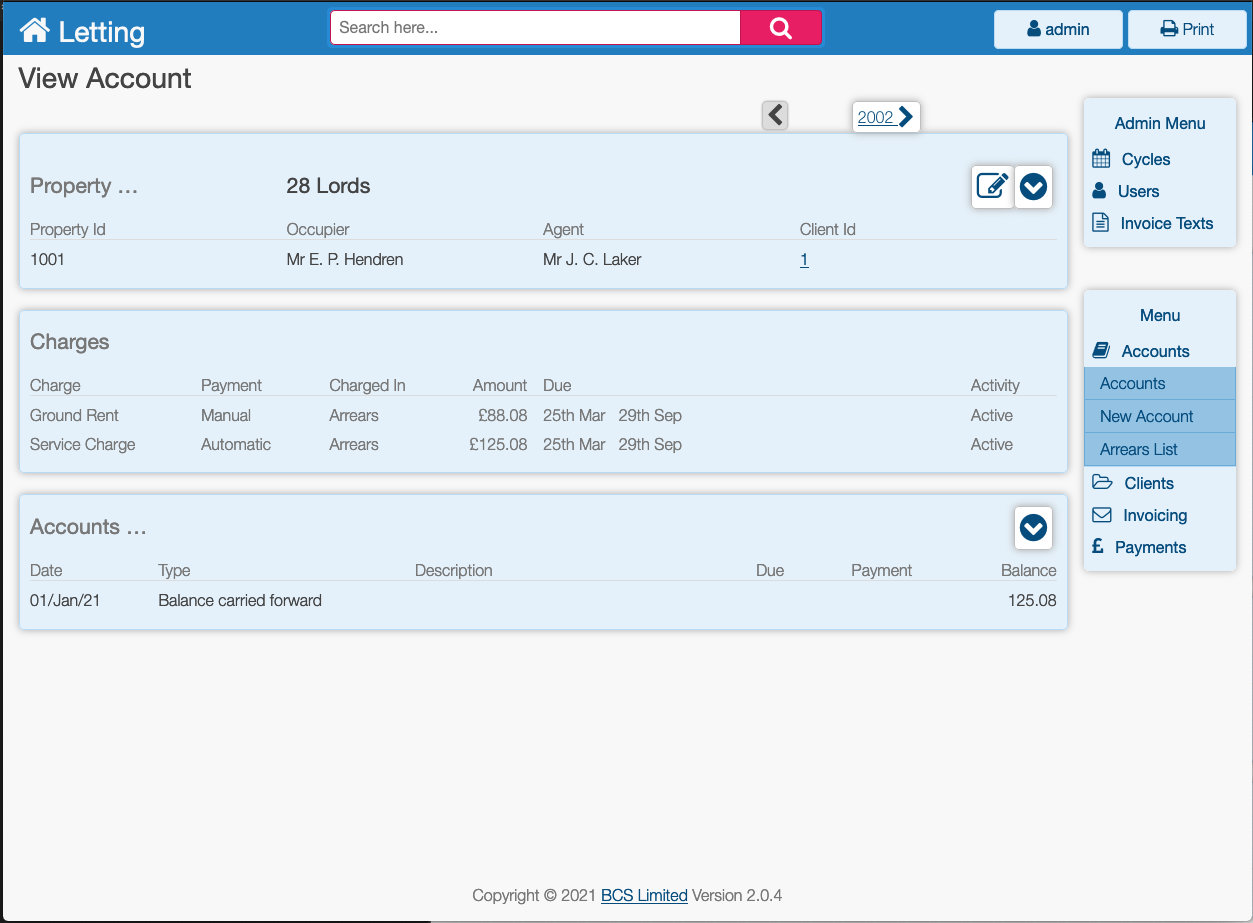 Letting
Search here...
admin
Print
View Account
2002
Property ... 28 Lords
Property Id Occupier Agent Client Id
1001 Mr E. P. Hendren Mr J. C. Laker 1
Charges
Charge Payment Charged In Amount Due Activity
Ground Rent Manual Arrears £88.08 25th Mar 29th Sep Active
Service Charge Automatic Arrears £125.08 25th Mar 29th Sep Active
Accounts ...
Date Type Description Due Payment Balance
01/Jan/21 Balance carried forward 125.08
Admin Menu
Cycles
Users
Invoice Texts
Menu
Accounts
Accounts
New Account
Arrears List
Clients
Invoicing
£ Payments
Copyright © 2021 BCS Limited Version 2.0.4